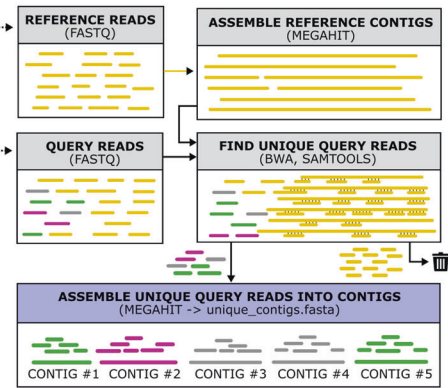 REFERENCE READS
(FASTQ)
ASSEMBLE REFERENCE CONTIGS
(MEGAHIT)
QUERY READS
(FASTQ)
FIND UNIQUE QUERY READS
(BWA, SAMTOOLS)
ASSEMBLE UNIQUE QUERY READS INTO CONTIGS
(MEGAHIT -> unique_contigs.fasta)
CONTIG #1 CONTIG #2 CONTIG #3 CONTIG #4 CONTIG #5